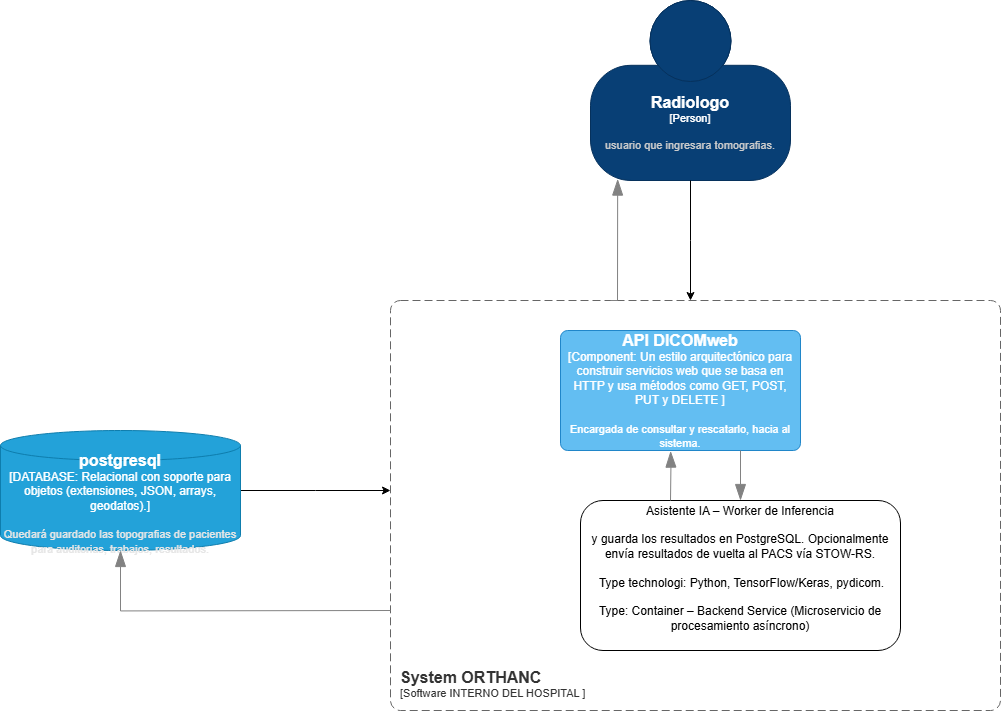 Radiologo
[Person]
usuario que ingresara tomografias.
API DICOMweb
[Component: Un estilo arquitectónico para
construir servicios web que se basa en
HTTP y usa métodos como GET, POST,
PUT y DELETE ]
Encargada de consultar y rescatarlo, hacia al
sistema.
postgresql
[DATABASE: Relacional con soporte para
objetos (extensiones, JSON, arrays,
geodatos).]
Quedará guardado las topografias de pacientes
para auditorias, trabajos, resultados.
Asistente IA – Worker de Inferencia
y guarda los resultados en PostgreSQL. Opcionalmente
envía resultados de vuelta al PACS vía STOW-RS.
Type technologi: Python, TensorFlow/Keras, pydicom.
Type: Container – Backend Service (Microservicio de
procesamiento asíncrono)
System ORTHANC
[Software INTERNO DEL HOSPITAL ]